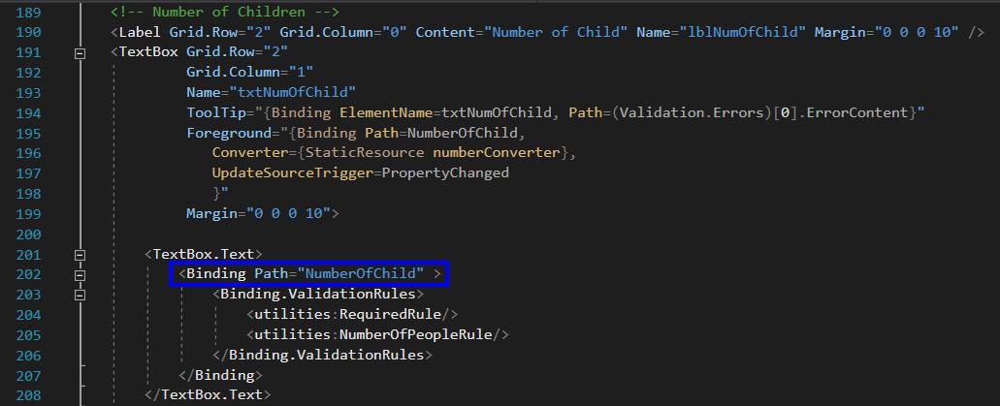 189 <!-- Number of Children -->
190 <Label Grid.Row="2" Grid.Column="0" Content="Number of Child" Name="lblNumOfChild" Margin="0 0 0 10" />
191 <TextBox Grid.Row="2"
192 Grid.Column="1"
193 Name="txtNumOfChild"
194 ToolTip="{Binding ElementName=txtNumOfChild, Path=(Validation.Errors)[0].ErrorContent}"
195 Foreground="{Binding Path=NumberOfChild,
196 Converter={StaticResource numberConverter},
197 UpdateSourceTrigger=PropertyChanged
198 }"
199 Margin="0 0 0 10">
200
201 <TextBox.Text>
202 <Binding Path="NumberOfChild" >
203 <Binding.ValidationRules>
204 <utilities:RequiredRule/>
205 <utilities:NumberOfPeopleRule/>
206 </Binding.ValidationRules>
207 </Binding>
208 </TextBox.Text>